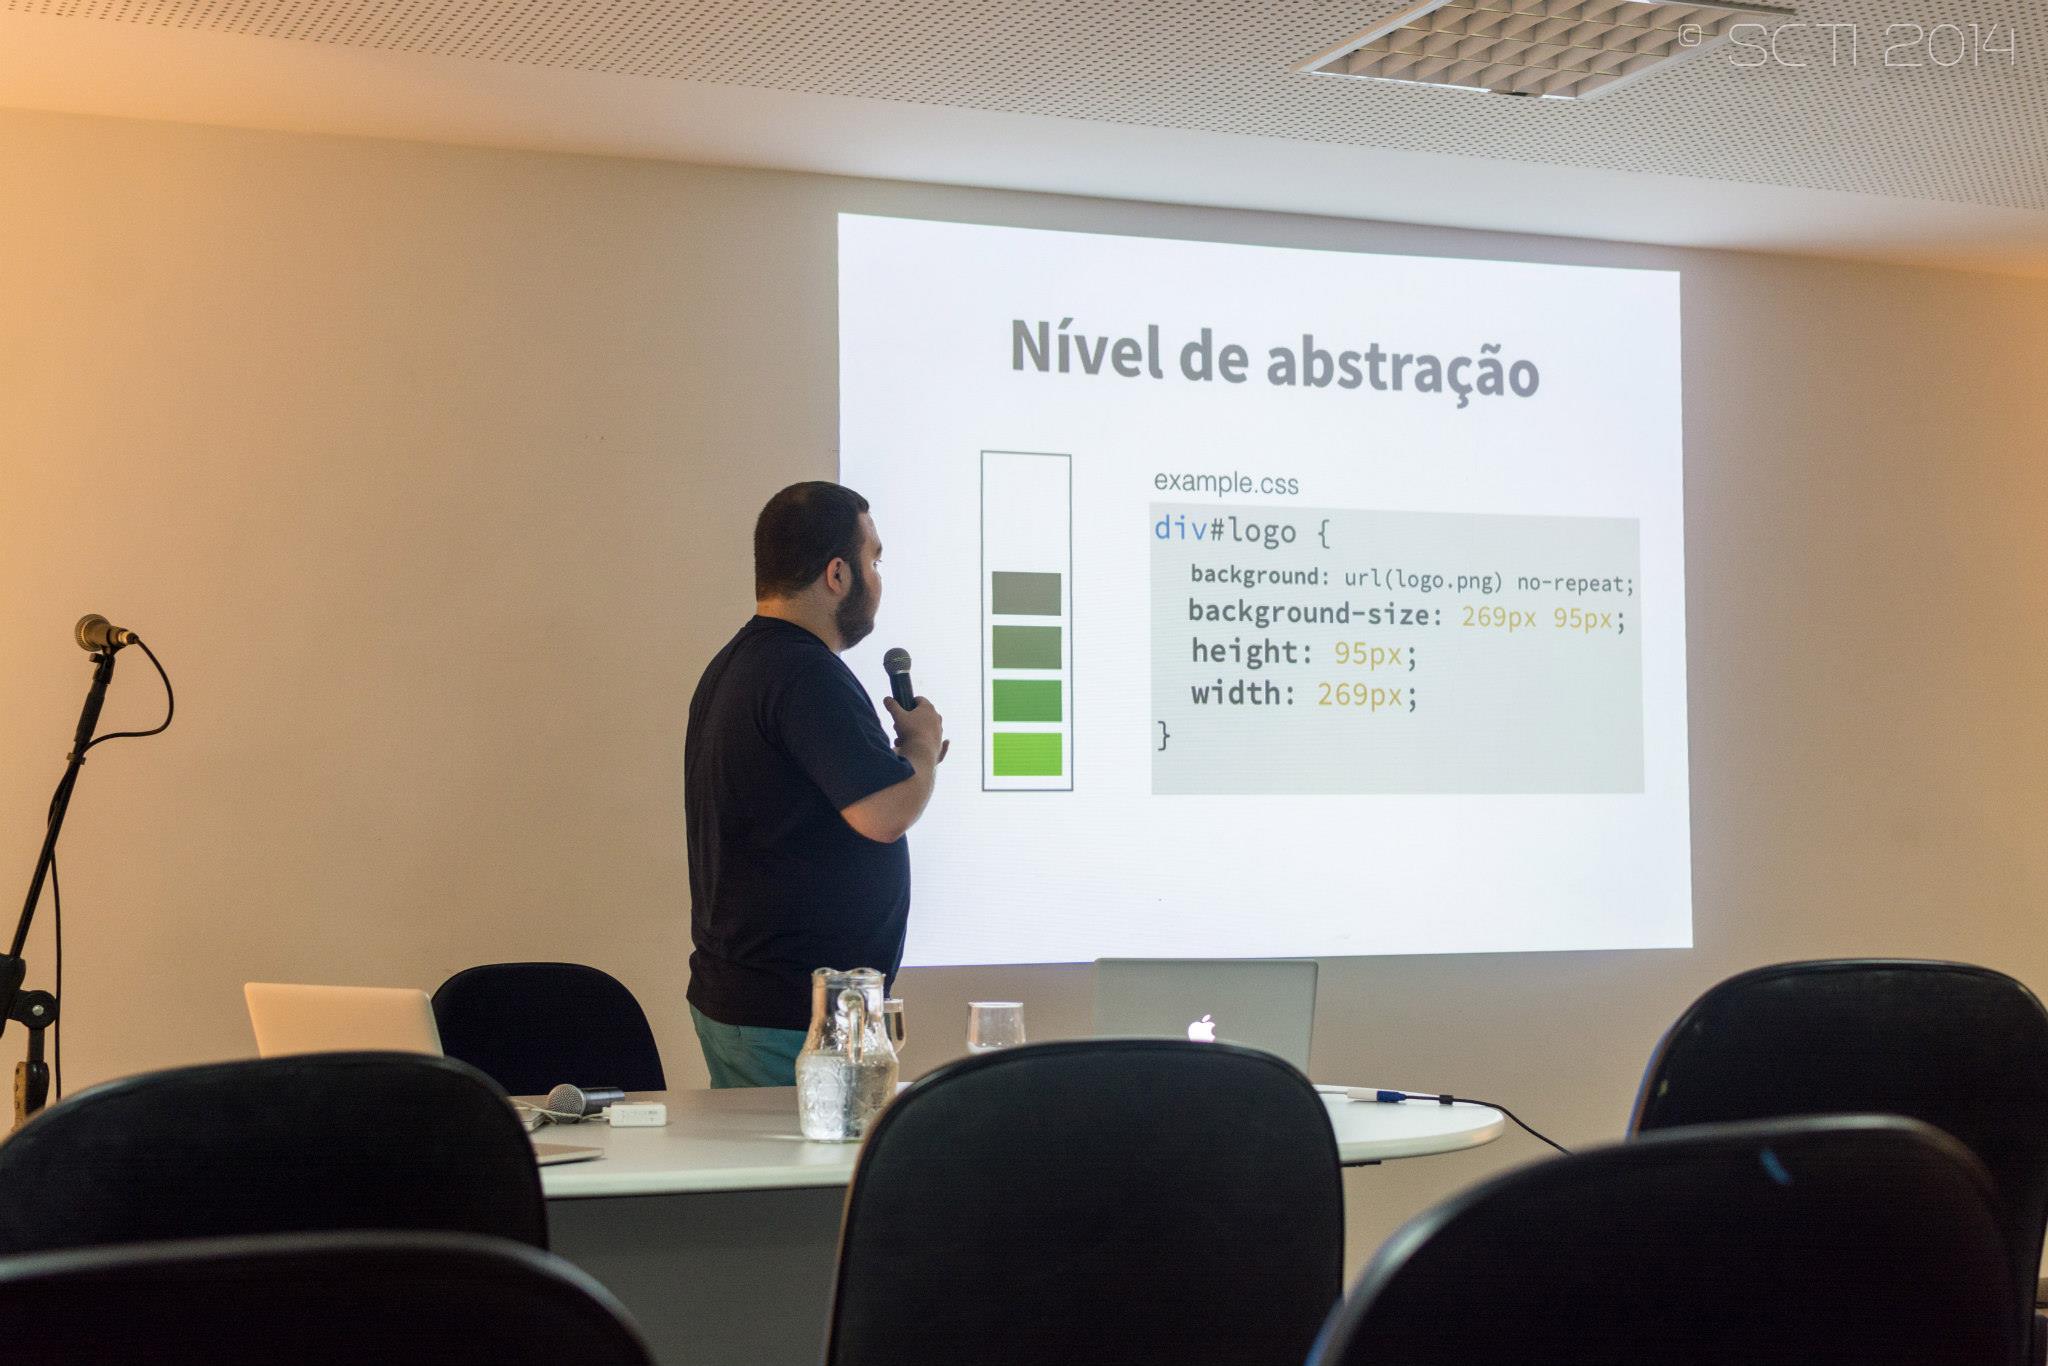 © SCTI 2014
Nível de abstração
example.css
div#logo {
background: url(logo.png) no-repeat;
background-size: 269px 95px;
height: 95px;
width: 269px;
}